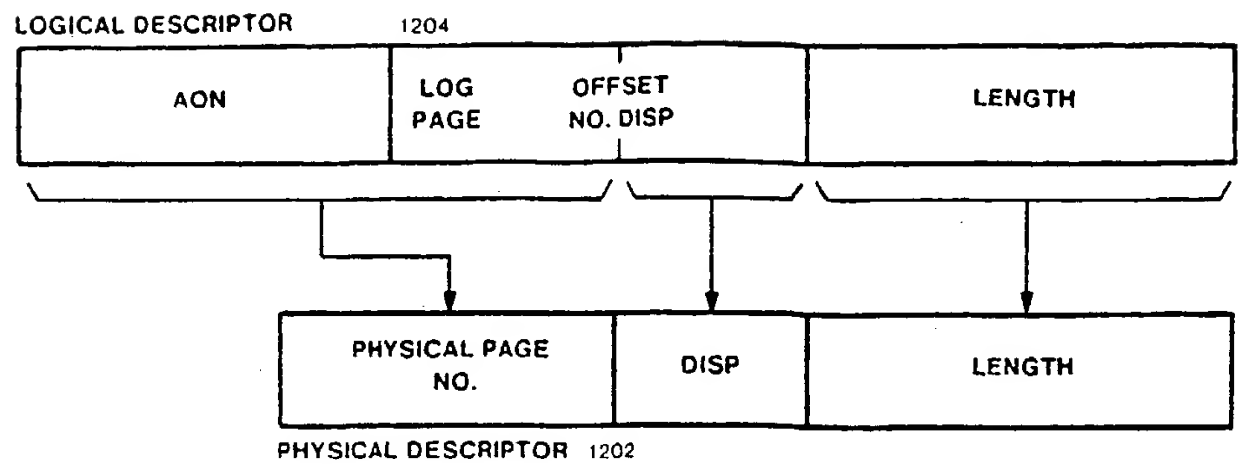 LOGICAL DESCRIPTOR 1204
AON
LOG OFFSET
PAGE NO. DISP
LENGTH
PHYSICAL PAGE
NO.
DISP
LENGTH
PHYSICAL DESCRIPTOR 1202